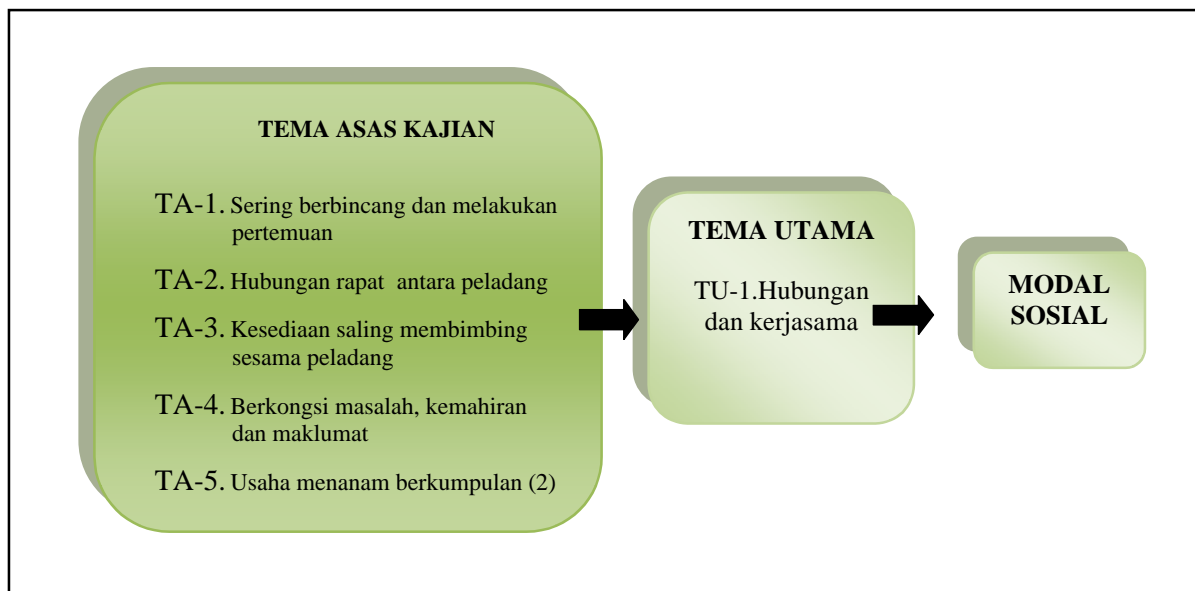 TEMA ASAS KAJIAN
TA-1. Sering berbincang dan melakukan
pertemuan
TA-2. Hubungan rapat antara peladang
TA-3. Kesediaan saling membimbing
sesama peladang
TA-4. Berkongsi masalah, kemahiran
dan maklumat
TA-5. Usaha menanam berkumpulan (2)
TEMA UTAMA
TU-1.Hubungan
dan kerjasama
MODAL
SOSIAL